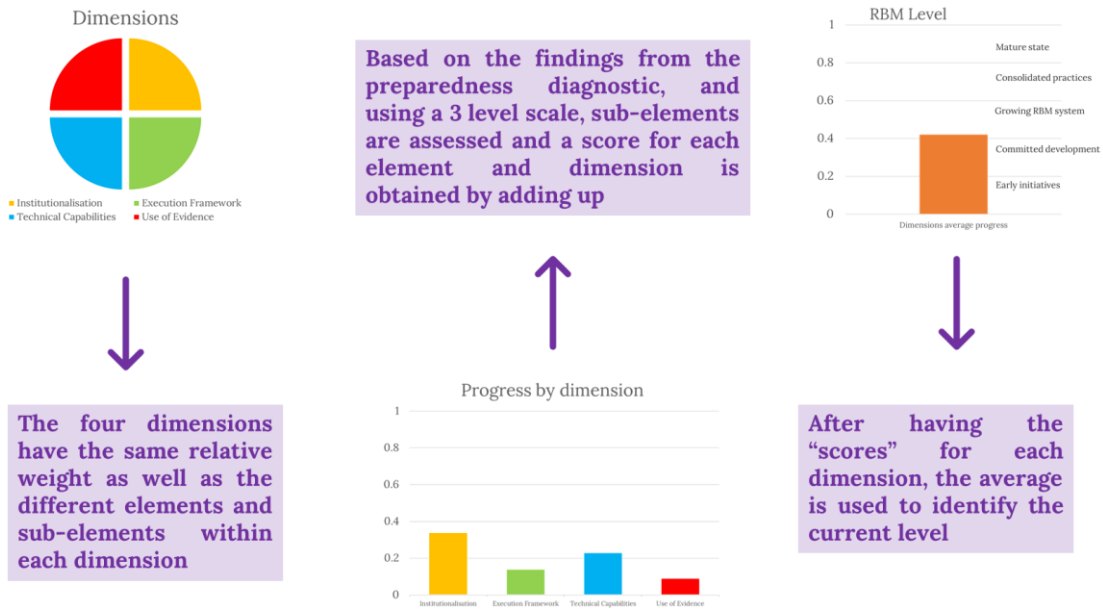 Dimensions
Institutionalisation
Execution Framework
Technical Capabilities
Use of Evidence
The four dimensions
have the same relative
weight as well as the
different elements and
sub-elements within
each dimension
Based on the findings from the
preparedness diagnostic, and
using a 3 level scale, sub-elements
are assessed and a score for each
element and dimension is
obtained by adding up
Progress by dimension
1
0.8
0.6
0.4
0.2
0
Institutionalisation
Execution Framework
Technical Capabilities
Use of Evidence
RBM Level
1
0.8
0.6
0.4
0.2
0
Mature state
Consolidated practices
Growing RBM system
Committed development
Early initiatives
Dimensions average progress
After having the
“scores” for each
dimension, the average
is used to identify the
current level